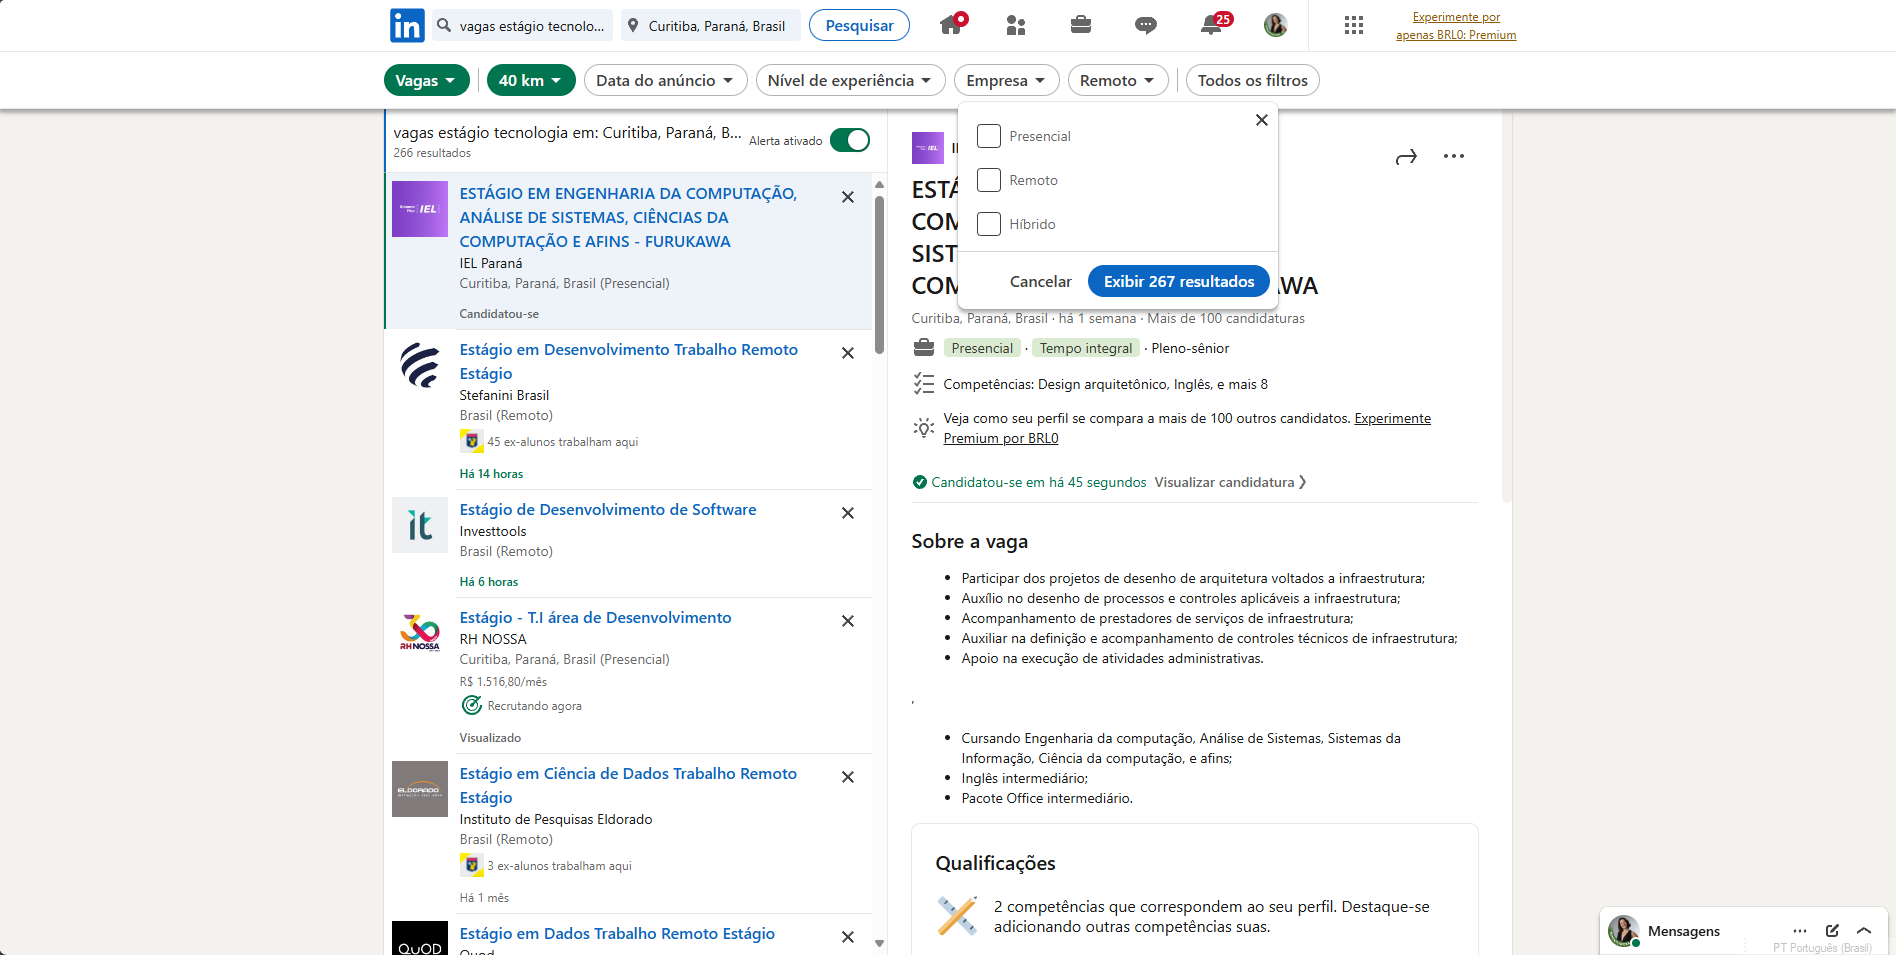 in
vagas estágio tecnolo...
Curitiba, Paraná, Brasil
Pesquisar
25
Experimente por
apenas BRL0: Premium
Vagas
40 km
Data do anúncio
Nível de experiência
Empresa
Remoto
Todos os filtros
vagas estágio tecnologia em: Curitiba, Paraná, B...
266 resultados
Alerta ativado
IEL
ESTÁGIO EM ENGENHARIA DA COMPUTAÇÃO,
ANÁLISE DE SISTEMAS, CIÊNCIAS DA
COMPUTAÇÃO E AFINS - FURUKAWA
IEL Paraná
Curitiba, Paraná, Brasil (Presencial)
Candidatou-se
Estágio em Desenvolvimento Trabalho Remoto
Estágio
Stefanini Brasil
Brasil (Remoto)
45 ex-alunos trabalham aqui
Há 14 horas
it
Estágio de Desenvolvimento de Software
Investtools
Brasil (Remoto)
Há 6 horas
30
RH NOSSA
Estágio - T.I área de Desenvolvimento
RH NOSSA
Curitiba, Paraná, Brasil (Presencial)
R$ 1.516,80/mês
Recrutando agora
Visualizado
ELDORADO
Estágio em Ciência de Dados Trabalho Remoto
Estágio
Instituto de Pesquisas Eldorado
Brasil (Remoto)
3 ex-alunos trabalham aqui
Há 1 mês
QUOD
Estágio em Dados Trabalho Remoto Estágio
Quod
Presencial
Remoto
Híbrido
Cancelar
Exibir 267 resultados
IEL
ESTÁ
COM
SIST
COM
WA
Curitiba, Paraná, Brasil · há 1 semana · Mais de 100 candidaturas
Presencial · Tempo integral · Pleno-sênior
Competências: Design arquitetônico, Inglês, e mais 8
Veja como seu perfil se compara a mais de 100 outros candidatos. Experimente
Premium por BRL0
Candidatou-se em há 45 segundos Visualizar candidatura
Sobre a vaga
• Participar dos projetos de desenho de arquitetura voltados a infraestrutura;
• Auxílio no desenho de processos e controles aplicáveis a infraestrutura;
• Acompanhamento de prestadores de serviços de infraestrutura;
• Auxiliar na definição e acompanhamento de controles técnicos de infraestrutura;
• Apoio na execução de atividades administrativas.
,
• Cursando Engenharia da computação, Análise de Sistemas, Sistemas da
Informação, Ciência da computação, e afins;
• Inglês intermediário;
• Pacote Office intermediário.
Qualificações
2 competências que correspondem ao seu perfil. Destaque-se
adicionando outras competências suas.
Mensagens
PT Português (Brasil)